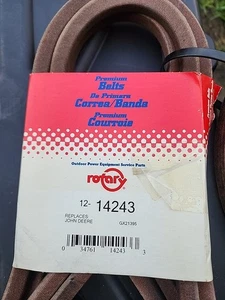 Premium
Belts
De Primera
Correa/Banda
Premium
Courroie
Outdoor Power Equipment Service Parts
rotary
12- 14243
REPLACES
JOHN DEERE GX21395
0 34761 14243 3